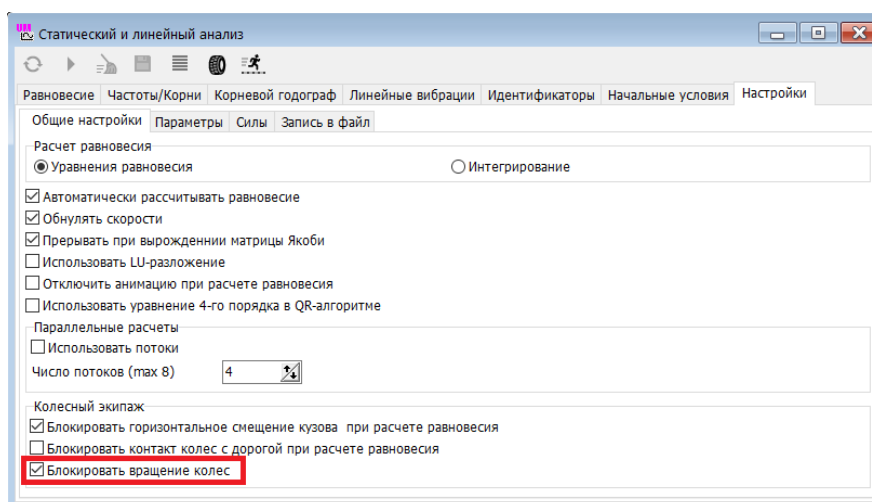 Статический и линейный анализ
Равновесие Частоты/Корни Корневой годограф Линейные вибрации Идентификаторы Начальные условия Настройки
Общие настройки Параметры Силы Запись в файл
Расчет равновесия
Уравнения равновесия Интегрирование
Автоматически рассчитывать равновесие
Обнулять скорости
Прерывать при вырожденнии матрицы Якоби
Использовать LU-разложение
Отключить анимацию при расчете равновесия
Использовать уравнение 4-го порядка в QR-алгоритме
Параллельные расчеты
Использовать потоки
Число потоков (max 8) 4
Колесный экипаж
Блокировать горизонтальное смещение кузова при расчете равновесия
Блокировать контакт колес с дорогой при расчете равновесия
Блокировать вращение колес